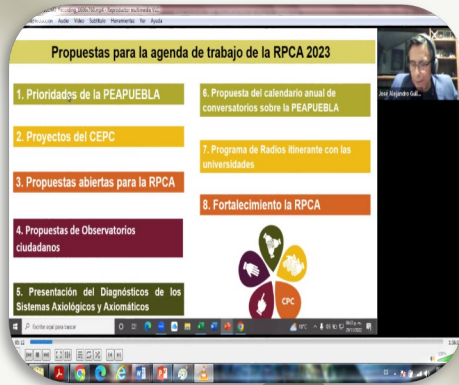 Audio Video Subtítulo Herramientas Ver Ayuda
Propuestas para la agenda de trabajo de la RPCA 2023
1. Prioridades de la PEAPUEBLA
2. Proyectos del CEPC
3. Propuestas abiertas para la RPCA
4. Propuestas de Observatorios
ciudadanos
5. Presentación del Diagnósticos de los
Sistemas Axiológicos y Axiomáticos
6. Propuesta del calendario anual de
conversatorios sobre la PEAPUEBLA
7. Programa de Radios itinerante con las
universidades
8. Fortalecimiento la RPCA
CPC
José Alejandro Guil...
Escribe aquí para buscar